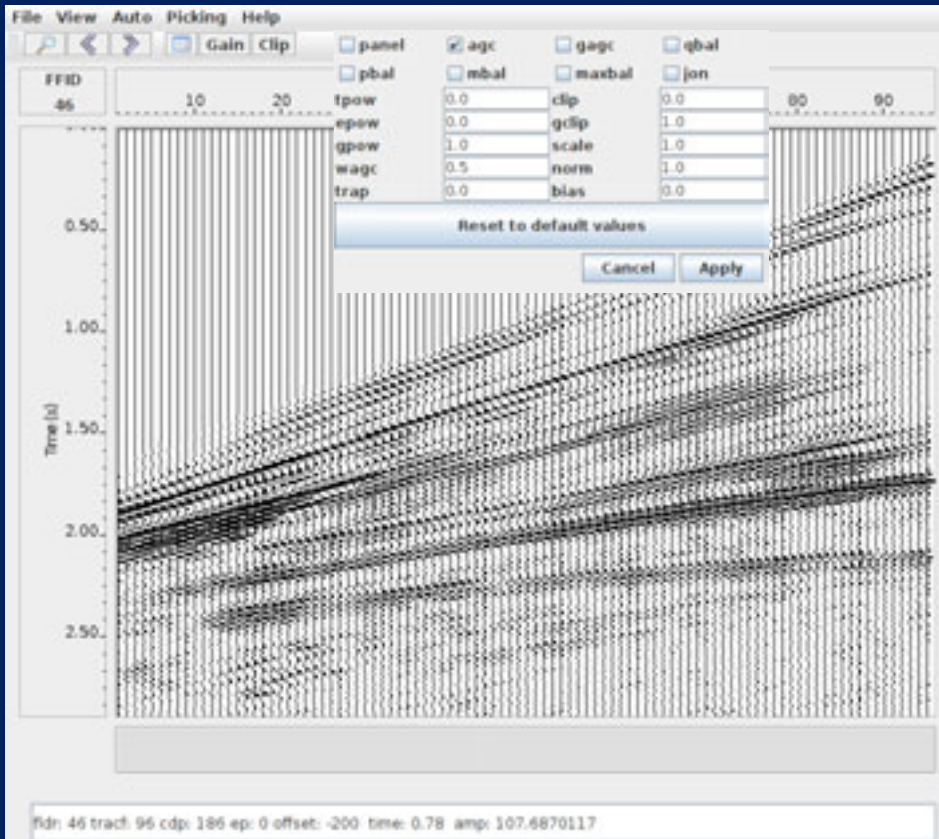 File View Auto Picking Help
Gain Clip
panel agc gagc qbal
pbal mbal maxbal jon
FFID
46
10 20 80 90
tpow 0.0 clip 0.0
epow 0.0 gclip 1.0
gpow 1.0 scale 1.0
wagc 0.5 norm 1.0
trap 0.0 bias 0.0
Reset to default values
Cancel Apply
0.50
1.00
1.50
2.00
2.50
Time (s)
fldr: 46 tracf: 96 cdp: 186 ep: 0 offset: -200 time: 0.78 amp: 107.6870117